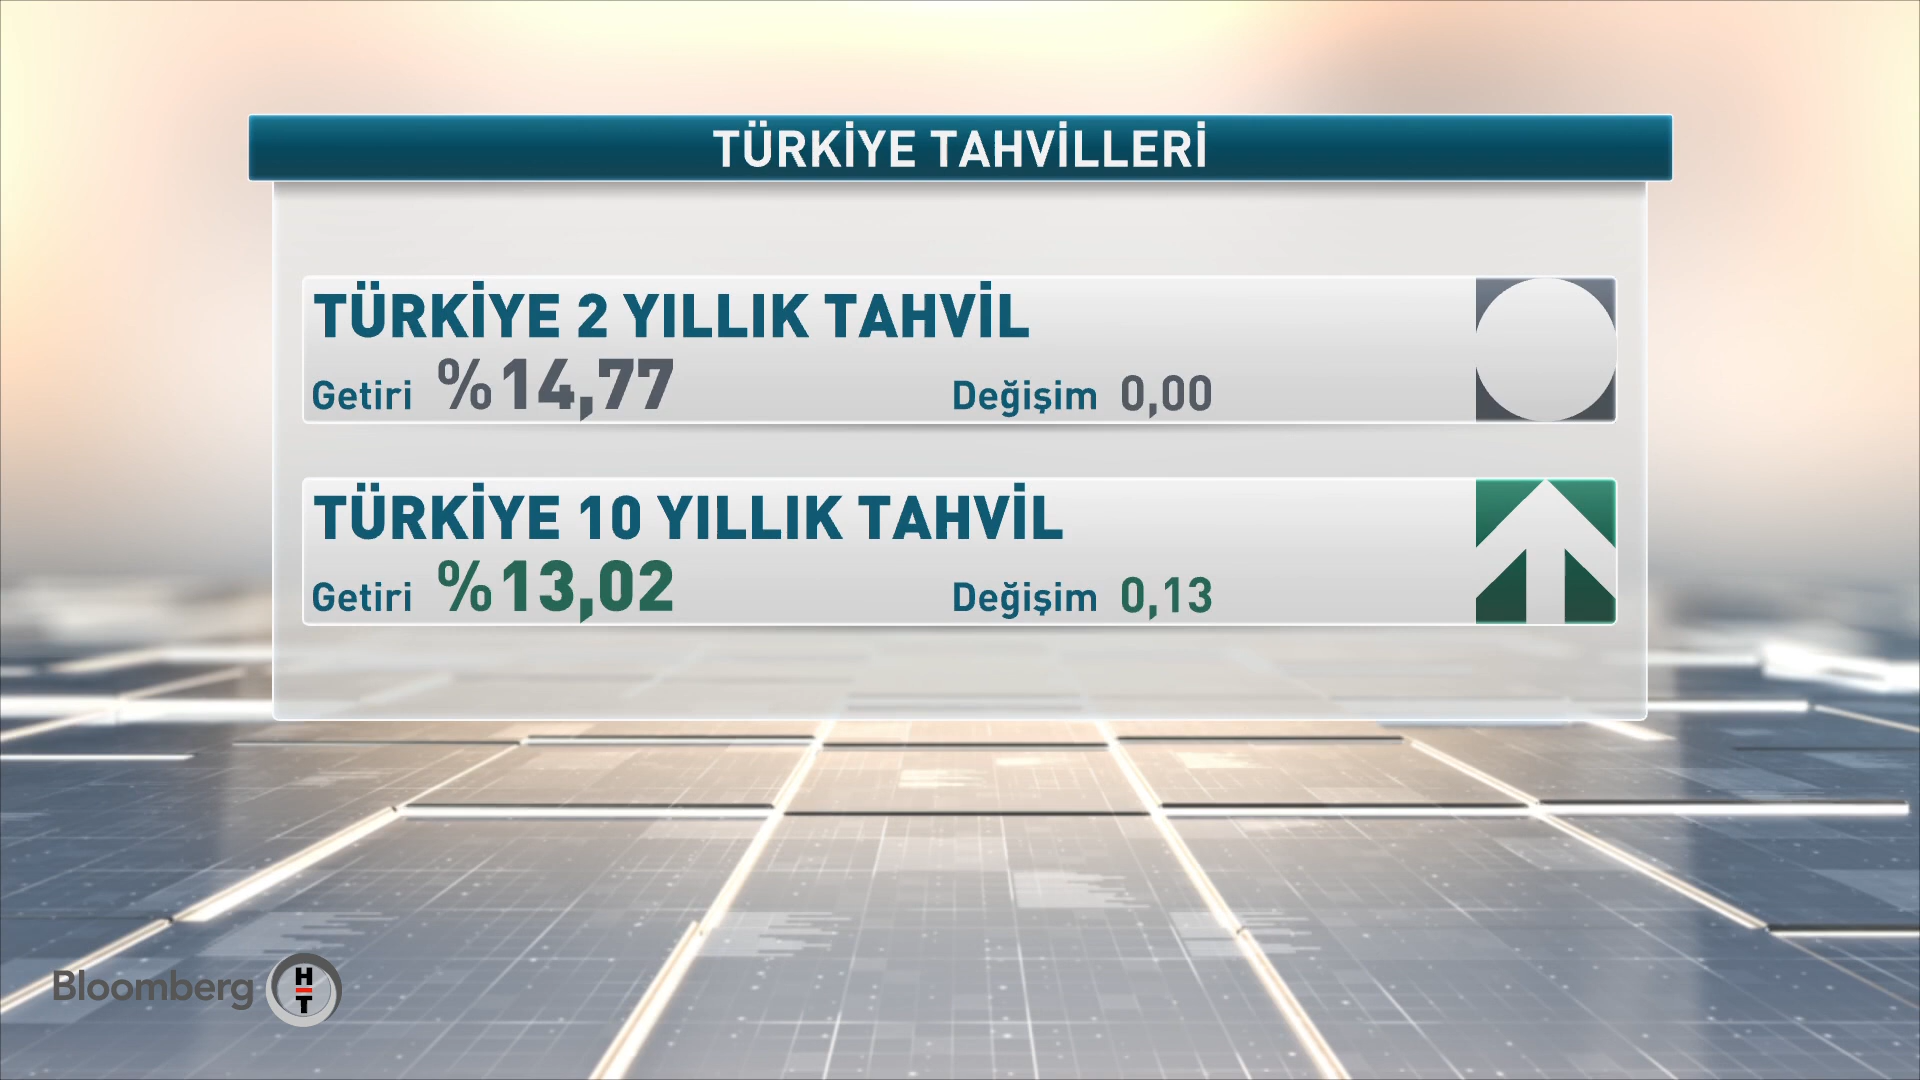 TÜRKİYE TAHVİLLERİ
TÜRKİYE 2 YILLIK TAHVİL
Getiri %14,77 Değişim 0,00
TÜRKİYE 10 YILLIK TAHVİL
Getiri %13,02 Değişim 0,13
Bloomberg HT